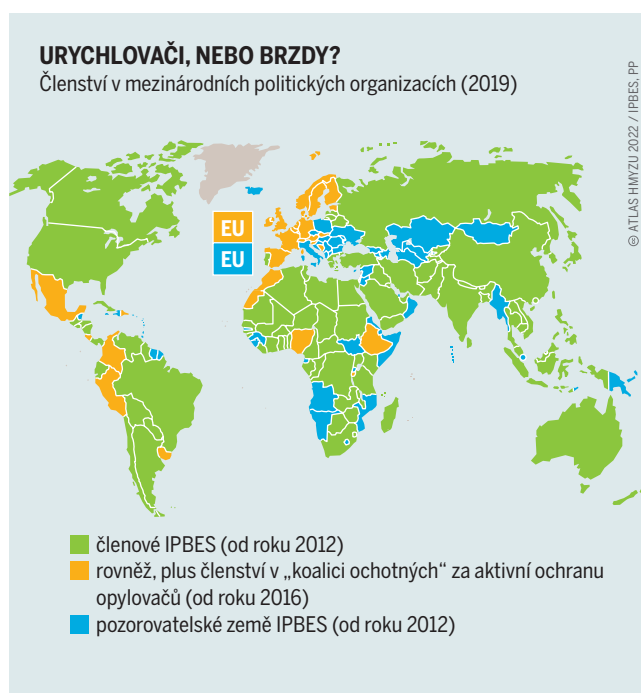 URYCHLOVAČI, NEBO BRZDY?
Členství v mezinárodních politických organizacích (2019)
© ATLAS HMYZU 2022 / IPBES, PP
EU
EU
členové IPBES (od roku 2012)
rovněž, plus členství v „koalici ochotných“ za aktivní ochranu
opylovačů (od roku 2016)
pozorovatelské země IPBES (od roku 2012)